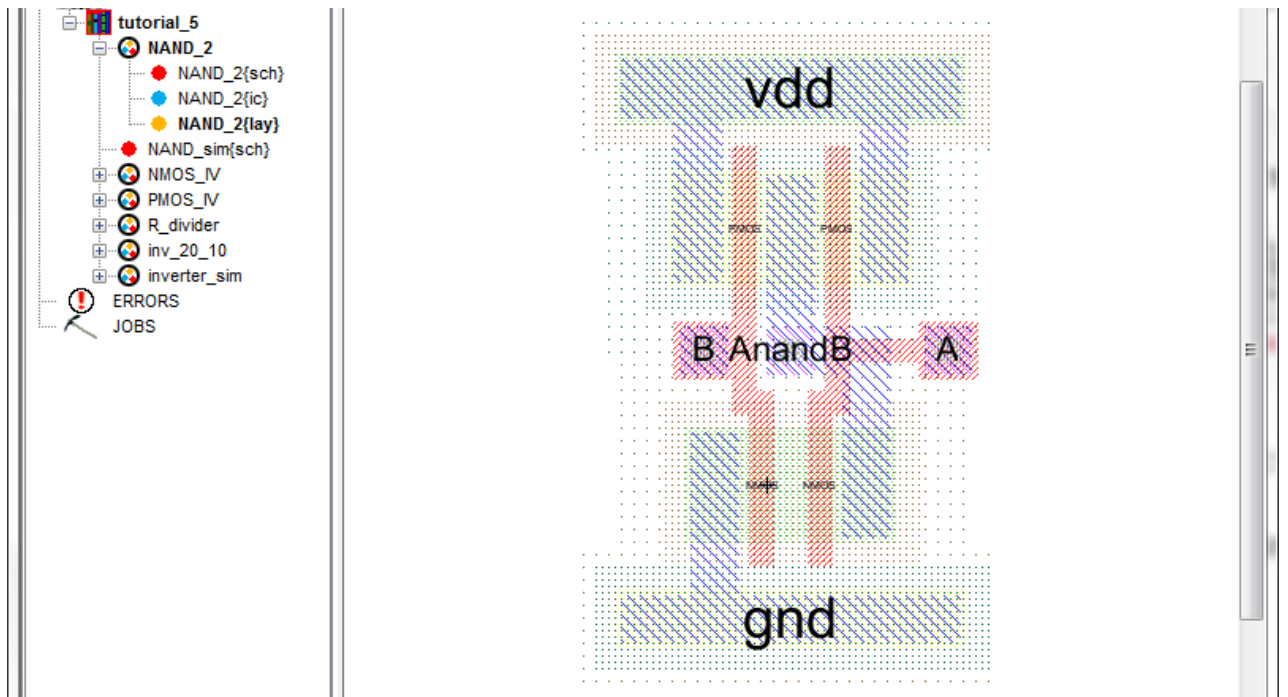 tutorial_5
NAND_2
NAND_2{sch}
NAND_2{ic}
NAND_2{lay}
NAND_sim{sch}
NMOS_IV
PMOS_IV
R_divider
inv_20_10
inverter_sim
ERRORS
JOBS
vdd
PMOS PMOS
B AnandB A
NMOS NMOS
gnd